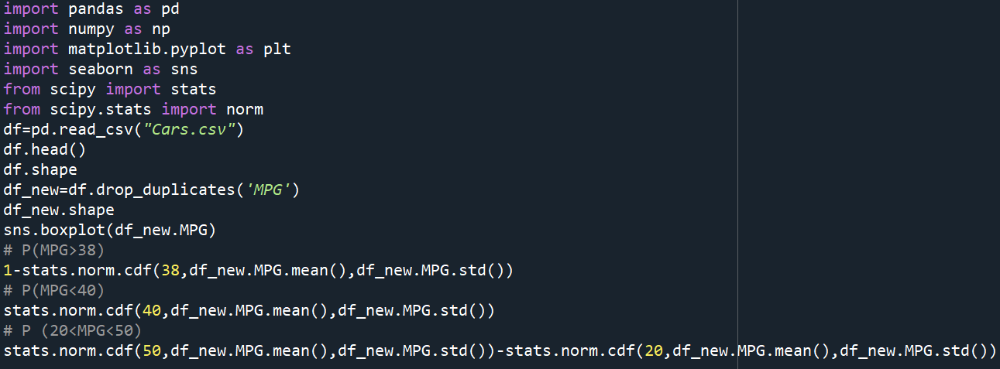 import pandas as pd
import numpy as np
import matplotlib.pyplot as plt
import seaborn as sns
from scipy import stats
from scipy.stats import norm
df=pd.read_csv("Cars.csv")
df.head()
df.shape
df_new=df.drop_duplicates('MPG')
df_new.shape
sns.boxplot(df_new.MPG)
# P(MPG>38)
1-stats.norm.cdf(38,df_new.MPG.mean(),df_new.MPG.std())
# P(MPG<40)
stats.norm.cdf(40,df_new.MPG.mean(),df_new.MPG.std())
# P (20<MPG<50)
stats.norm.cdf(50,df_new.MPG.mean(),df_new.MPG.std())-stats.norm.cdf(20,df_new.MPG.mean(),df_new.MPG.std())